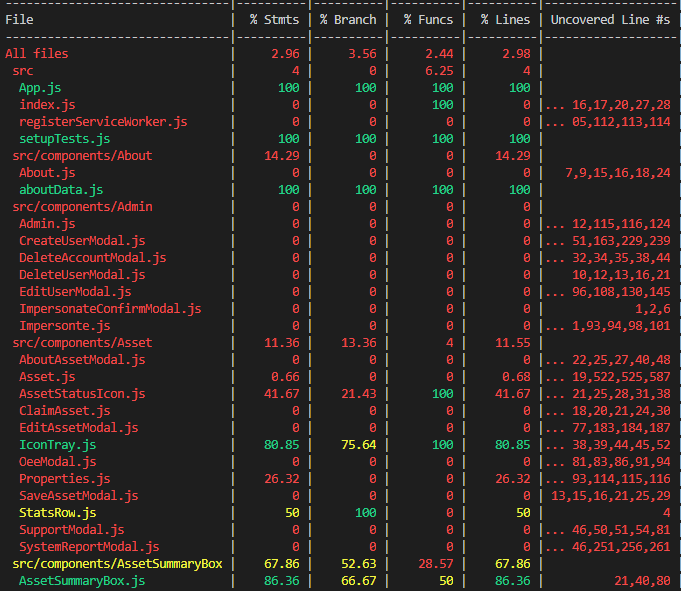 File | % Stmts | % Branch | % Funcs | % Lines | Uncovered Line #s |
All files | 2.96 | 3.56 | 2.44 | 2.98 | |
src | 4 | 0 | 6.25 | 4 | |
App.js | 100 | 100 | 100 | 100 | |
index.js | 0 | 0 | 100 | 0 |... 16,17,20,27,28 |
registerServiceWorker.js | 0 | 0 | 0 | 0 |... 05,112,113,114 |
setupTests.js | 100 | 100 | 100 | 100 | |
src/components/About | 14.29 | 0 | 0 | 14.29 | |
About.js | 0 | 0 | 0 | 0 | 7,9,15,16,18,24 |
aboutData.js | 100 | 100 | 100 | 100 | |
src/components/Admin | 0 | 0 | 0 | 0 | |
Admin.js | 0 | 0 | 0 | 0 |... 12,115,116,124 |
CreateUserModal.js | 0 | 0 | 0 | 0 |... 51,163,229,239 |
DeleteAccountModal.js | 0 | 0 | 0 | 0 |... 32,34,35,38,44 |
DeleteUserModal.js | 0 | 0 | 0 | 0 | 10,12,13,16,21 |
EditUserModal.js | 0 | 0 | 0 | 0 |... 96,108,130,145 |
ImpersonateConfirmModal.js | 0 | 0 | 0 | 0 | 1,2,6 |
Impersonte.js | 0 | 0 | 0 | 0 |... 1,93,94,98,101 |
src/components/Asset | 11.36 | 13.36 | 4 | 11.55 | |
AboutAssetModal.js | 0 | 0 | 0 | 0 |... 22,25,27,40,48 |
Asset.js | 0.66 | 0 | 0 | 0.68 |... 19,522,525,587 |
AssetStatusIcon.js | 41.67 | 21.43 | 100 | 41.67 |... 21,25,28,31,38 |
ClaimAsset.js | 0 | 0 | 0 | 0 |... 18,20,21,24,30 |
EditAssetModal.js | 0 | 0 | 0 | 0 |... 77,183,184,187 |
IconTray.js | 80.85 | 75.64 | 100 | 80.85 |... 38,39,44,45,52 |
OeeModal.js | 0 | 0 | 0 | 0 |... 81,83,86,91,94 |
Properties.js | 26.32 | 0 | 0 | 26.32 |... 93,114,115,116 |
SaveAssetModal.js | 0 | 0 | 0 | 0 | 13,15,16,21,25,29 |
StatsRow.js | 50 | 100 | 0 | 50 | 4 |
SupportModal.js | 0 | 0 | 0 | 0 |... 46,50,51,54,81 |
SystemReportModal.js | 0 | 0 | 0 | 0 |... 46,251,256,261 |
src/components/AssetSummaryBox | 67.86 | 52.63 | 28.57 | 67.86 | |
AssetSummaryBox.js | 86.36 | 66.67 | 50 | 86.36 | 21,40,80 |